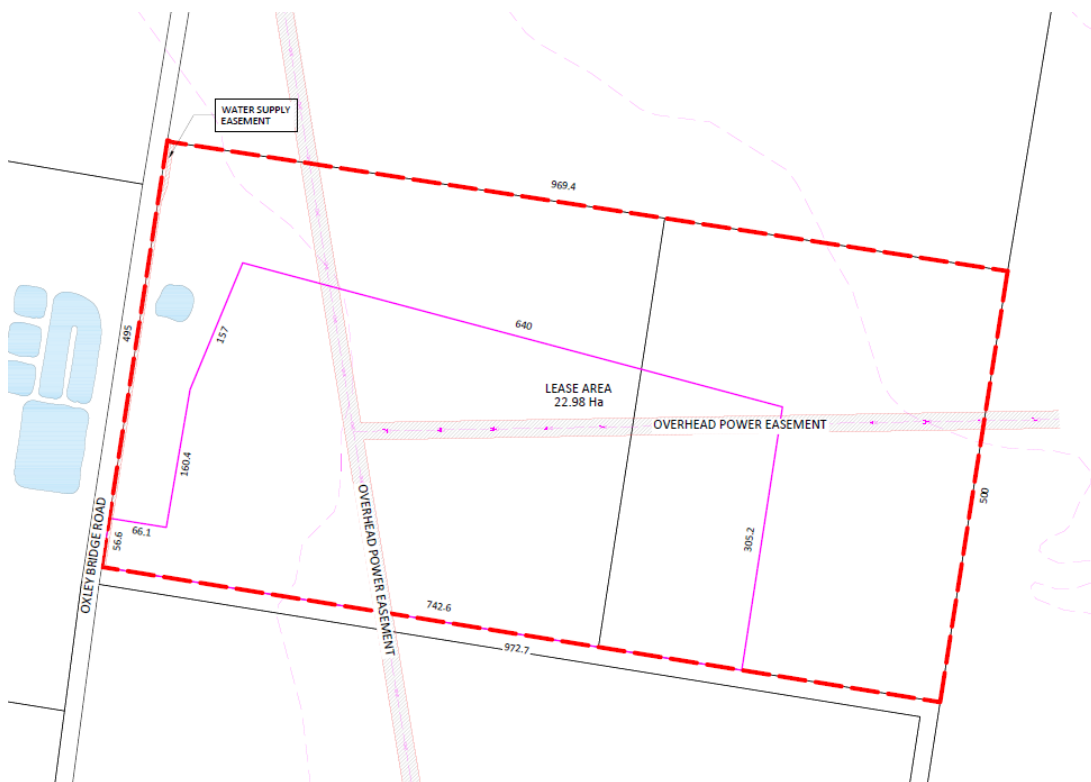 WATER SUPPLY
EASEMENT
969.4
495
157
640
LEASE AREA
22.98 Ha
OVERHEAD POWER EASEMENT
160.4
500
OVERHEAD POWER EASEMENT
66.1
56.6
305.2
OXLEY BRIDGE ROAD
742.6
972.7